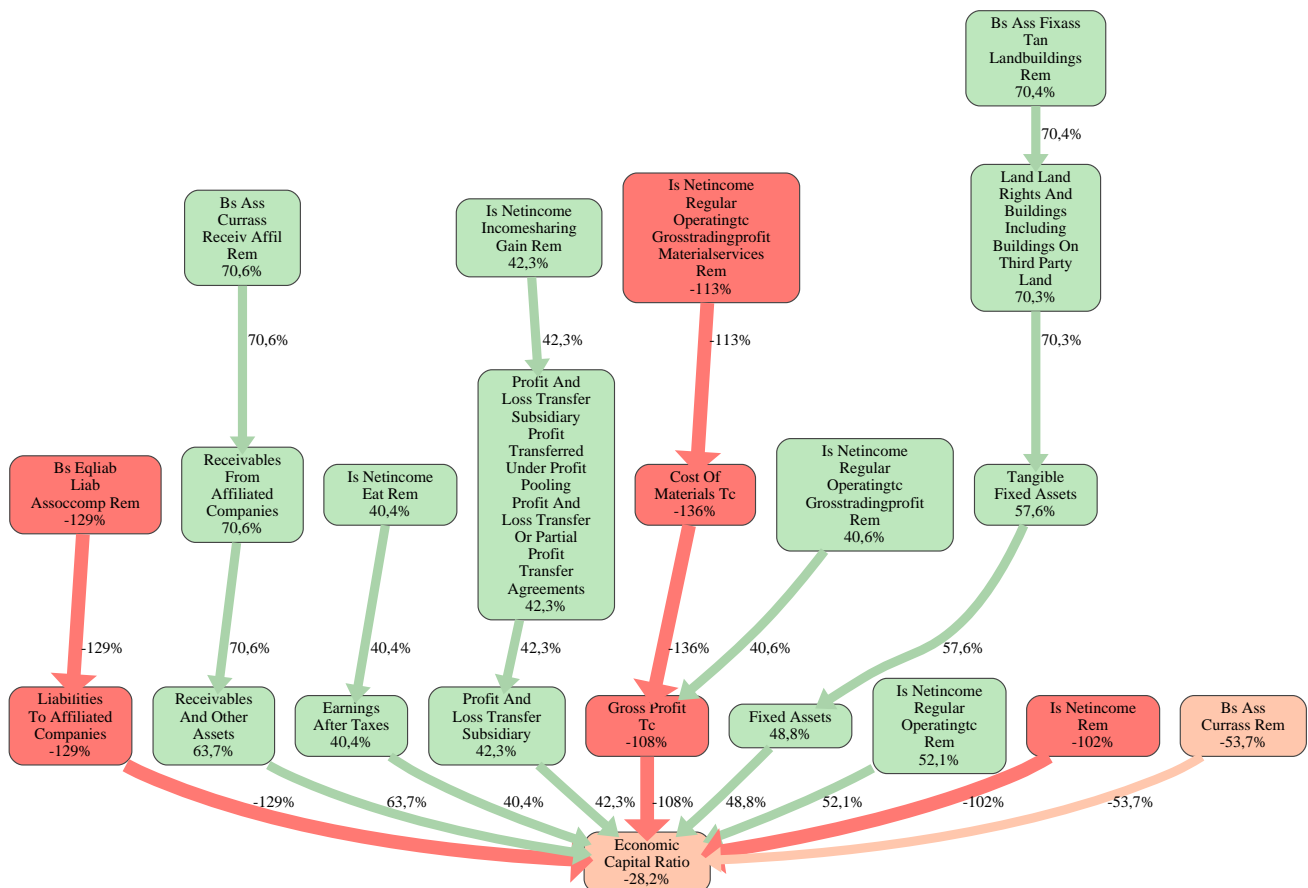 Bs Ass Fixass
Tan
Landbuildings
Rem
70,4%
70,4%
Land Land
Rights And
Buildings
Including
Buildings On
Third Party
Land
70,3%
Is Netincome
Regular
Operatingtc
Grosstradingprofit
Materialservices
Rem
-113%
Bs Ass
Currass
Receiv Affil
Rem
70,6%
Is Netincome
Incomesharing
Gain Rem
42,3%
70,6%
42,3%
-113%
70,3%
Profit And
Loss Transfer
Subsidiary
Profit
Transferred
Under Profit
Pooling
Profit And
Loss Transfer
Or Partial
Profit
Transfer
Agreements
42,3%
Bs Eqliab
Liab
Assoccomp Rem
-129%
Receivables
From
Affiliated
Companies
70,6%
Is Netincome
Eat Rem
40,4%
Cost Of
Materials Tc
-136%
Is Netincome
Regular
Operatingtc
Grosstradingprofit
Rem
40,6%
Tangible
Fixed Assets
57,6%
-129%
70,6%
40,4%
42,3%
-136%
40,6%
57,6%
Liabilities
To Affiliated
Companies
-129%
Receivables
And Other
Assets
63,7%
Earnings
After Taxes
40,4%
Profit And
Loss Transfer
Subsidiary
42,3%
Gross Profit
Tc
-108%
Fixed Assets
48,8%
Is Netincome
Regular
Operatingtc
Rem
52,1%
Is Netincome
Rem
-102%
Bs Ass
Currass Rem
-53,7%
-129%
63,7%
40,4%
42,3%
-108%
48,8%
52,1%
-102%
-53,7%
Economic
Capital Ratio
-28,2%